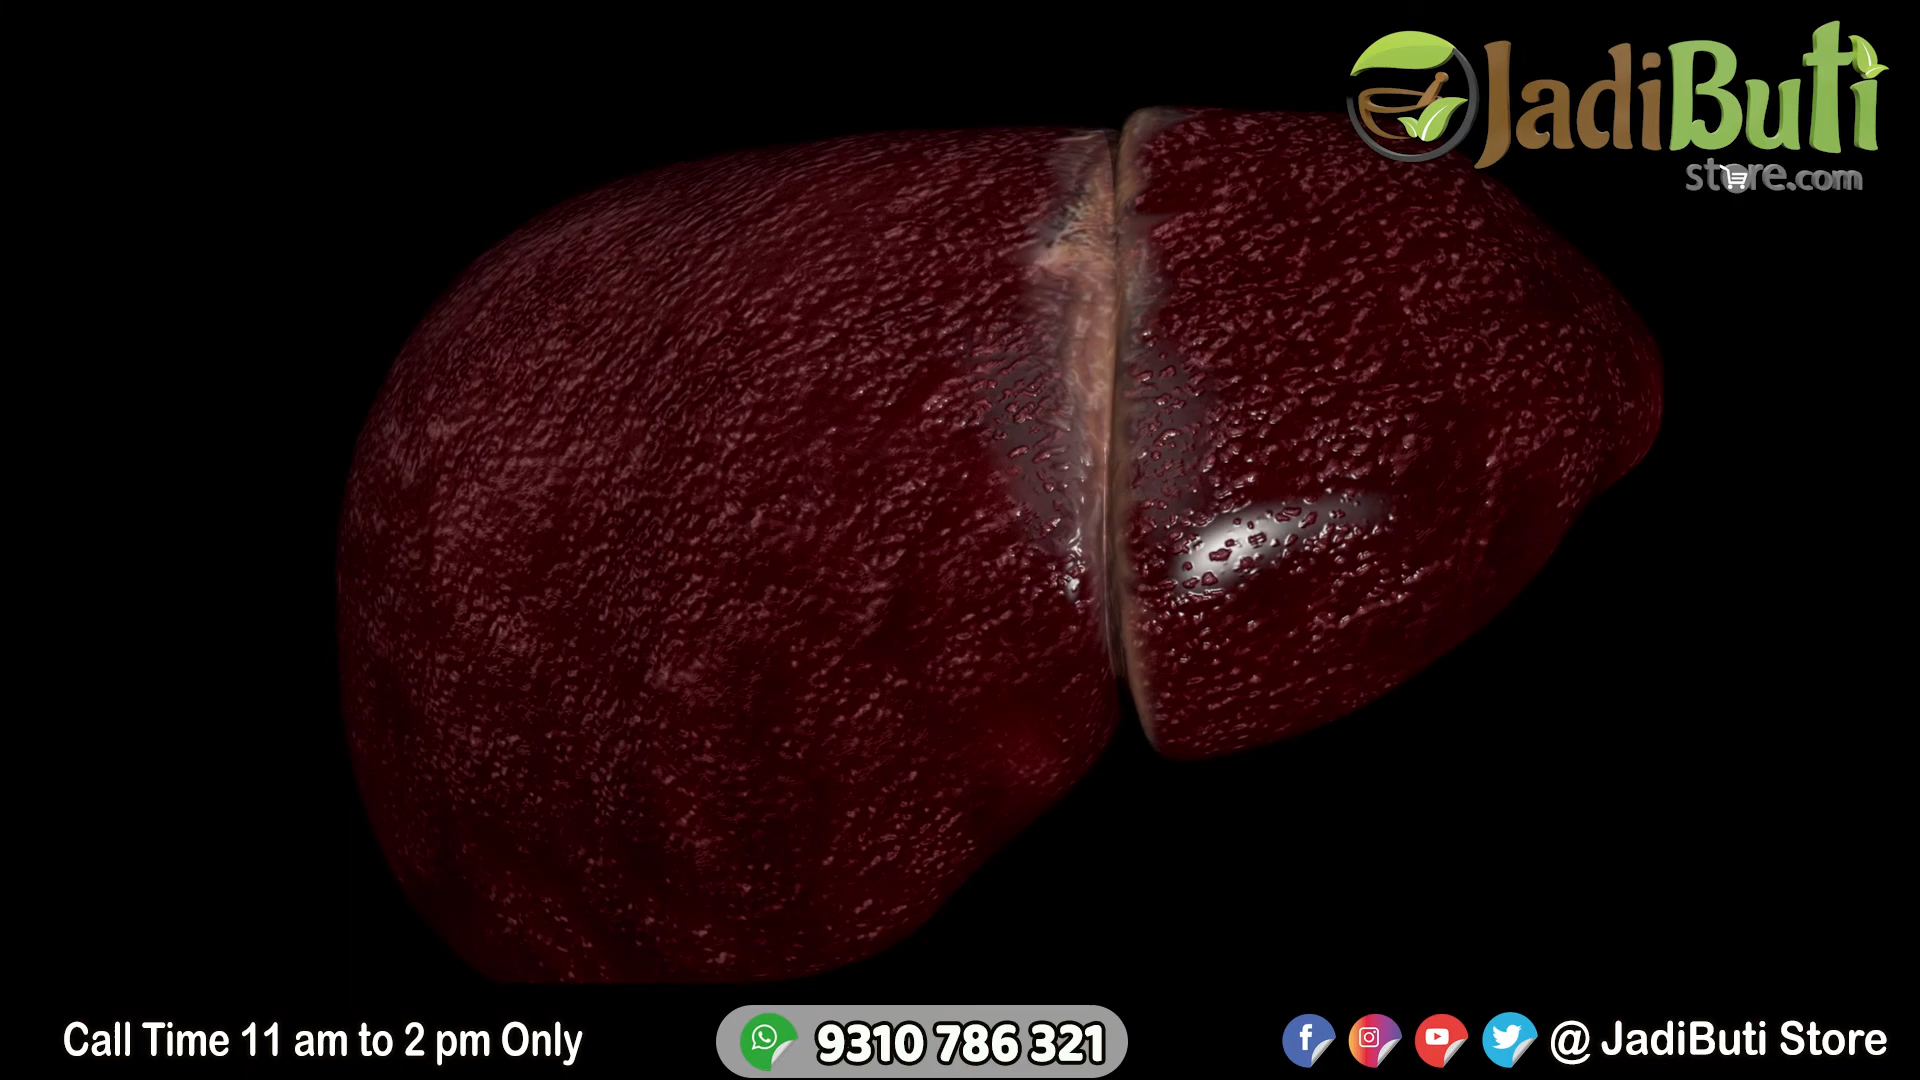 JadiButi
store.com
Call Time 11 am to 2 pm Only
9310 786 321
@ JadiButi Store